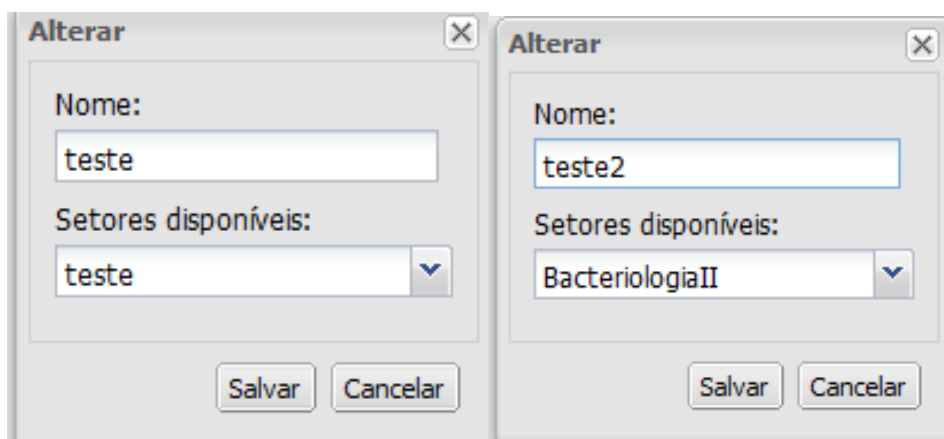 Alterar
Nome:
teste
Setores disponíveis:
teste
Salvar Cancelar
Alterar
Nome:
teste2
Setores disponíveis:
BacteriologiaII
Salvar Cancelar